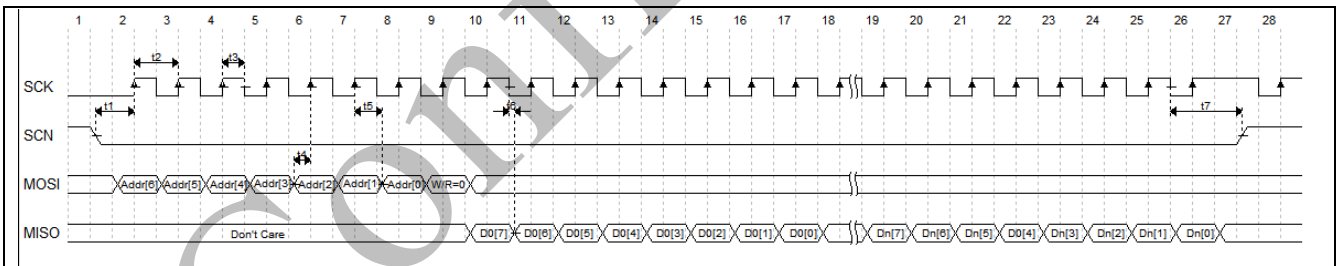 1 2 3 4 5 6 7 8 9 10 11 12 13 14 15 16 17 18 19 20 21 22 23 24 25 26 27 28
t2 t3
SCK
t1 t5 t6 t7
SCN
t4
MOSI Addr[6] Addr[5] Addr[4] Addr[3] Addr[2] Addr[1] Addr[0] W/R=0
MISO Don't Care D0[7] D0[6] D0[5] D0[4] D0[3] D0[2] D0[1] D0[0] Dn[7] Dn[6] Dn[5] D0[4] Dn[3] Dn[2] Dn[1] Dn[0]
Con